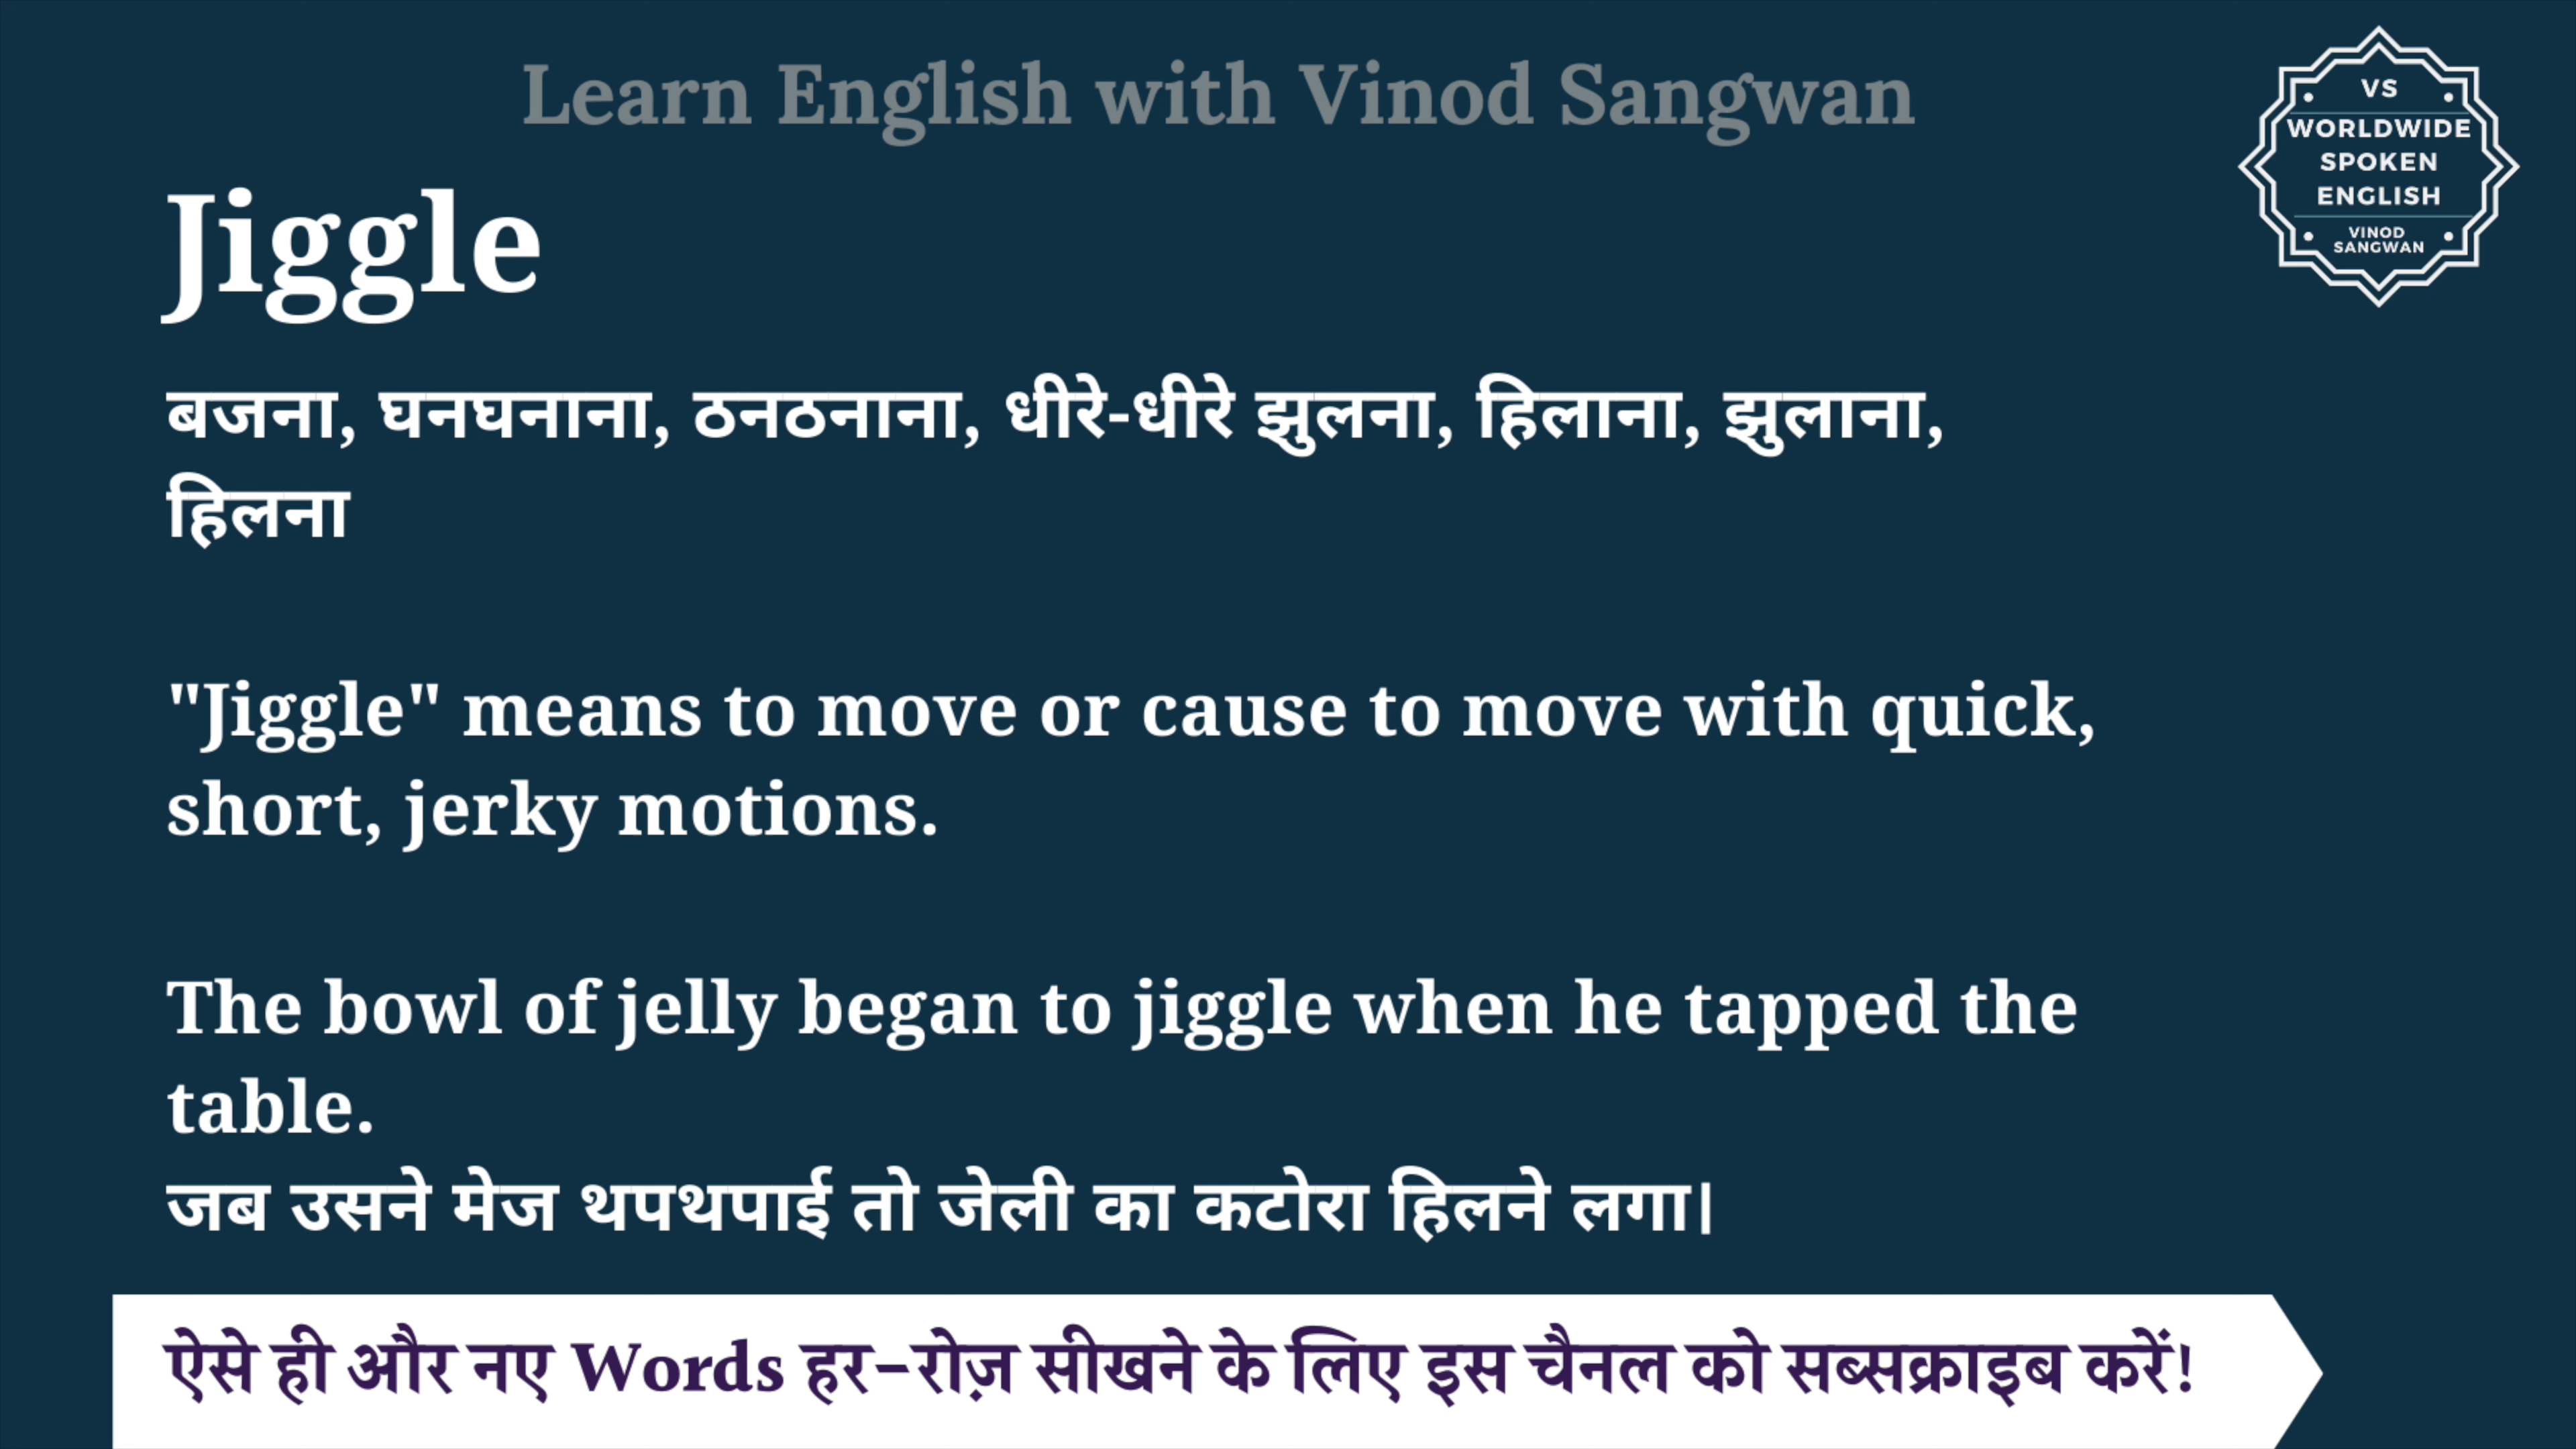 Learn English with Vinod Sangwan
VS
WORLDWIDE
SPOKEN
ENGLISH
VINOD
SANGWAN
Jiggle
बजना, घनघनाना, ठनठनाना, धीरे-धीरे झुलना, हिलाना, झुलाना,
हिलना
"Jiggle" means to move or cause to move with quick,
short, jerky motions.
The bowl of jelly began to jiggle when he tapped the
table.
जब उसने मेज थपथपाई तो जेली का कटोरा हिलने लगा।
ऐसे ही और नए Words हर-रोज़ सीखने के लिए इस चैनल को सब्सक्राइब करें!